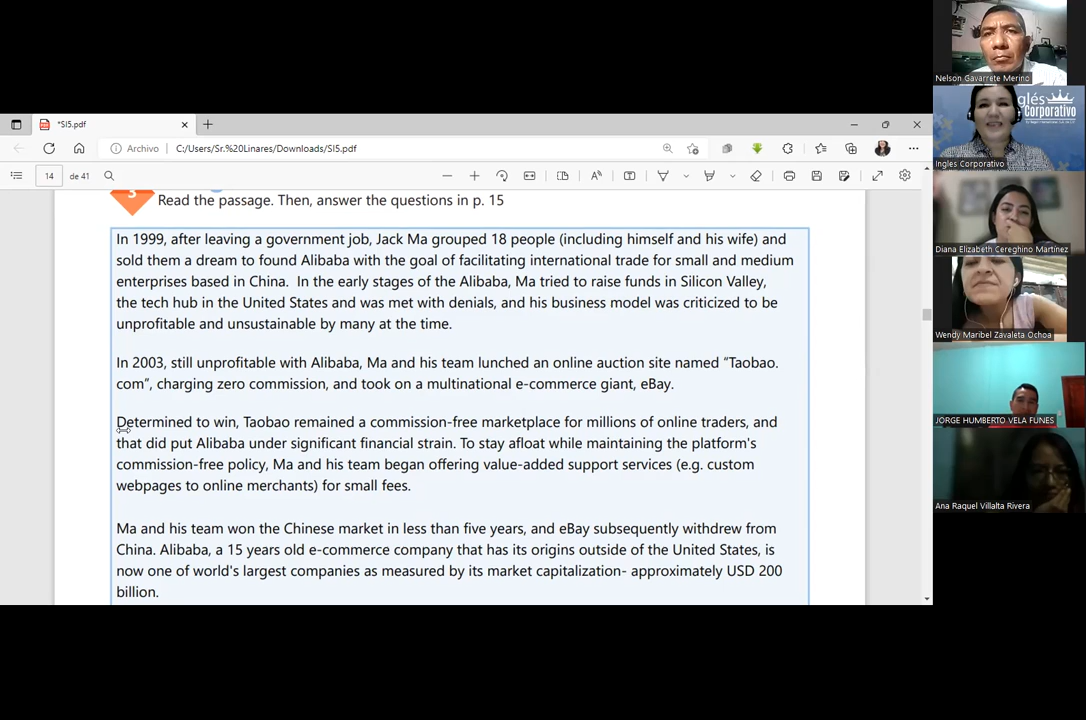 *SI5.pdf
Archivo
C:/Users/Sr.%20Linares/Downloads/SI5.pdf
14
de 41
3
Read the passage. Then, answer the questions in p. 15
In 1999, after leaving a government job, Jack Ma grouped 18 people (including himself and his wife) and
sold them a dream to found Alibaba with the goal of facilitating international trade for small and medium
enterprises based in China.  In the early stages of the Alibaba, Ma tried to raise funds in Silicon Valley,
the tech hub in the United States and was met with denials, and his business model was criticized to be
unprofitable and unsustainable by many at the time.
In 2003, still unprofitable with Alibaba, Ma and his team lunched an online auction site named “Taobao.
com”, charging zero commission, and took on a multinational e-commerce giant, eBay.
Determined to win, Taobao remained a commission-free marketplace for millions of online traders, and
that did put Alibaba under significant financial strain. To stay afloat while maintaining the platform's
commission-free policy, Ma and his team began offering value-added support services (e.g. custom
webpages to online merchants) for small fees.
Ma and his team won the Chinese market in less than five years, and eBay subsequently withdrew from
China. Alibaba, a 15 years old e-commerce company that has its origins outside of the United States, is
now one of world's largest companies as measured by its market capitalization- approximately USD 200
billion.
Nelson Gavarrete Merino
glés
Corporativo
Ingles Corporativo
Diana Elizabeth Cereghino Martínez
Wendy Maribel Zavaleta Ochoa
JORGE HUMBERTO VELA FUNES
Ana Raquel Villalta Rivera